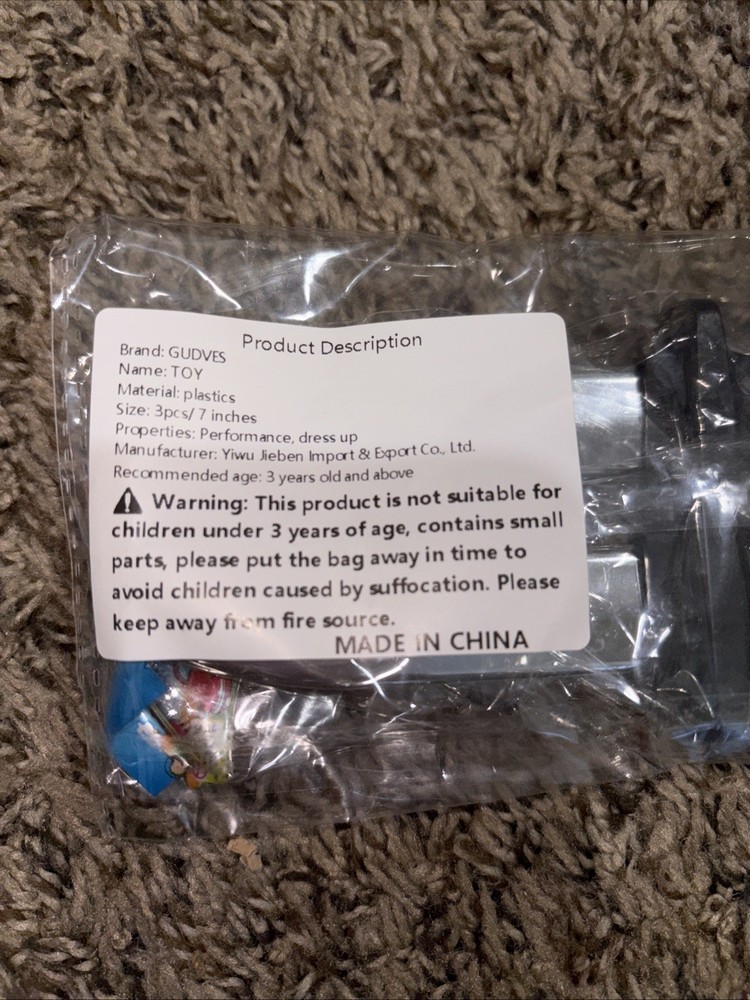 Product Description
Brand: GUDVES
Name: TOY
Material: plastics
Size: 3pcs/ 7 inches
Properties: Performance, dress up
Manufacturer: Yiwu Jieben Import & Export Co., Ltd.
Recommended age: 3 years old and above
Warning: This product is not suitable for
children under 3 years of age, contains small
parts, please put the bag away in time to
avoid children caused by suffocation. Please
keep away from fire source.
MADE IN CHINA